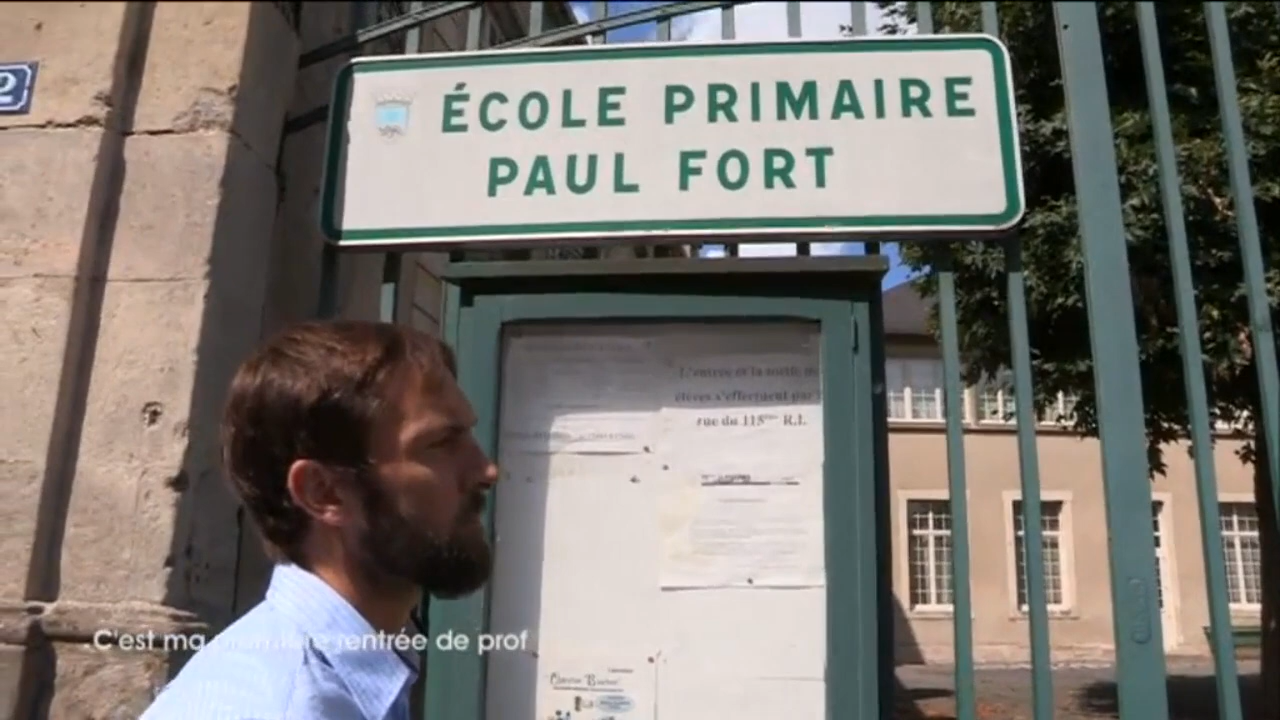 2
ÉCOLE PRIMAIRE
PAUL FORT
L'entrée et la sortie
élèves s'effectuent par
rue du 115ème R.I.
C'est ma première rentrée de prof